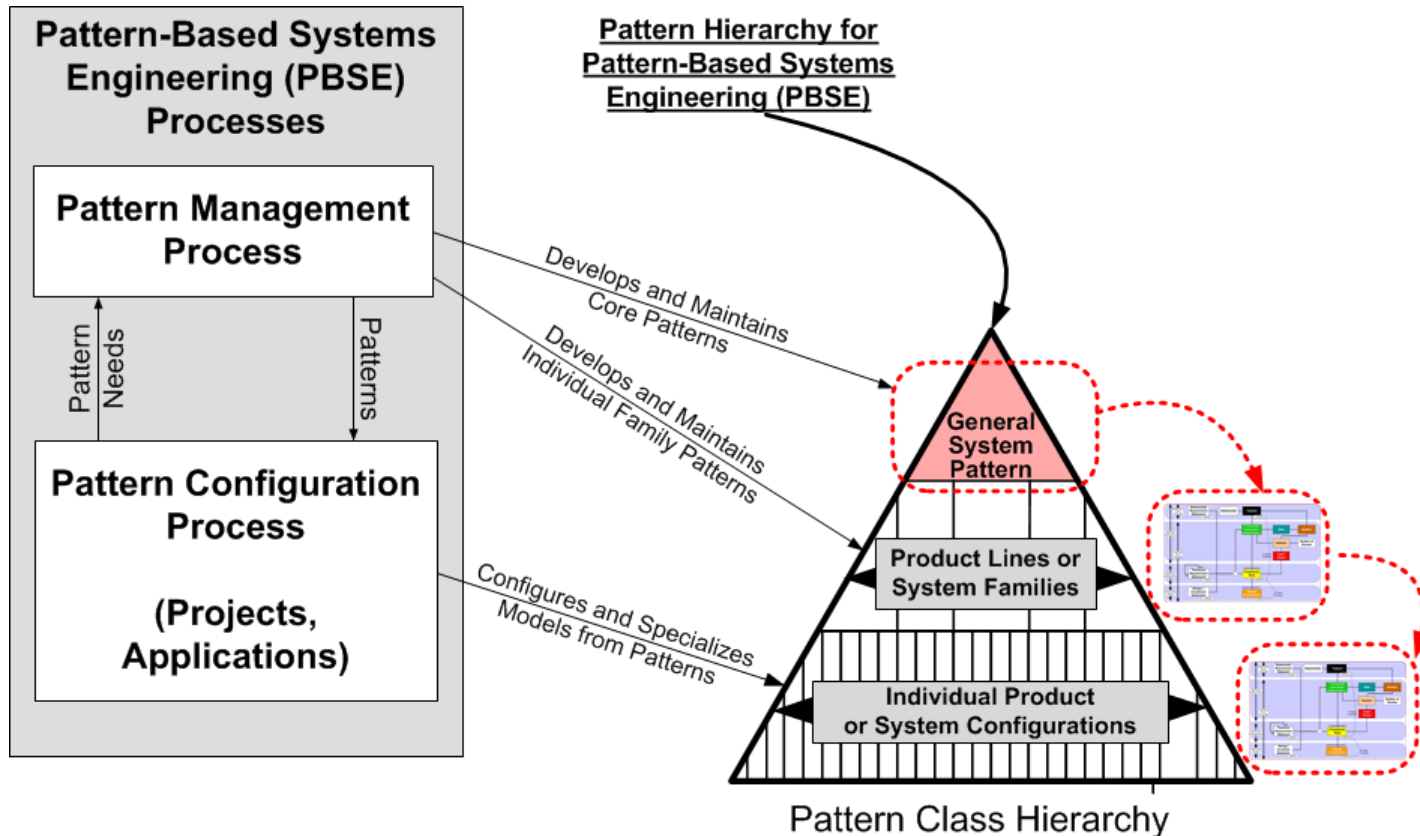 Pattern-Based Systems
Engineering (PBSE)
Processes
Pattern Management
Process
Pattern
Needs
Patterns
Pattern Configuration
Process
(Projects,
Applications)
Pattern Hierarchy for
Pattern-Based Systems
Engineering (PBSE)
Develops and Maintains
Core Patterns
Develops and Maintains
Individual Family Patterns
Configures and Specializes
Models from Patterns
General
System
Pattern
Product Lines or
System Families
Individual Product
or System Configurations
Pattern Class Hierarchy